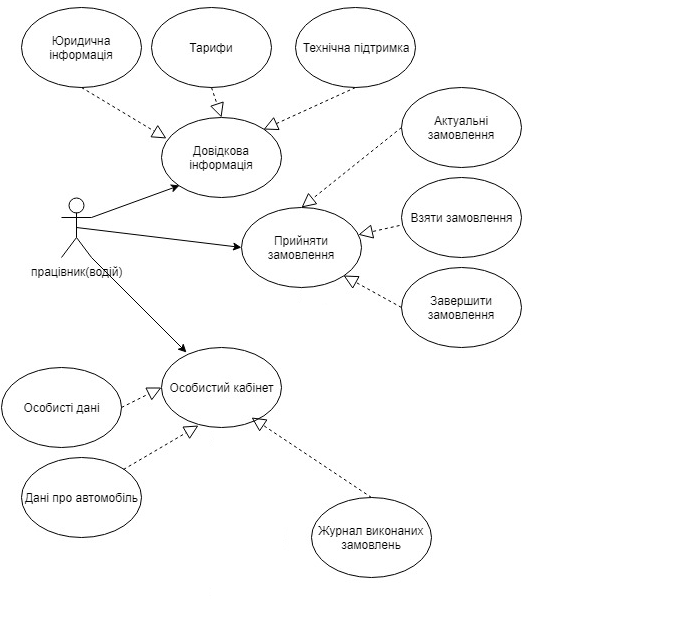 Юридична
інформація
Тарифи
Технічна підтримка
Довідкова
інформація
Актуальні
замовлення
Взяти замовлення
Прийняти
замовлення
працівник(водій)
Завершити
замовлення
Особистий кабінет
Особисті дані
Дані про автомобіль
Журнал виконаних
замовлень